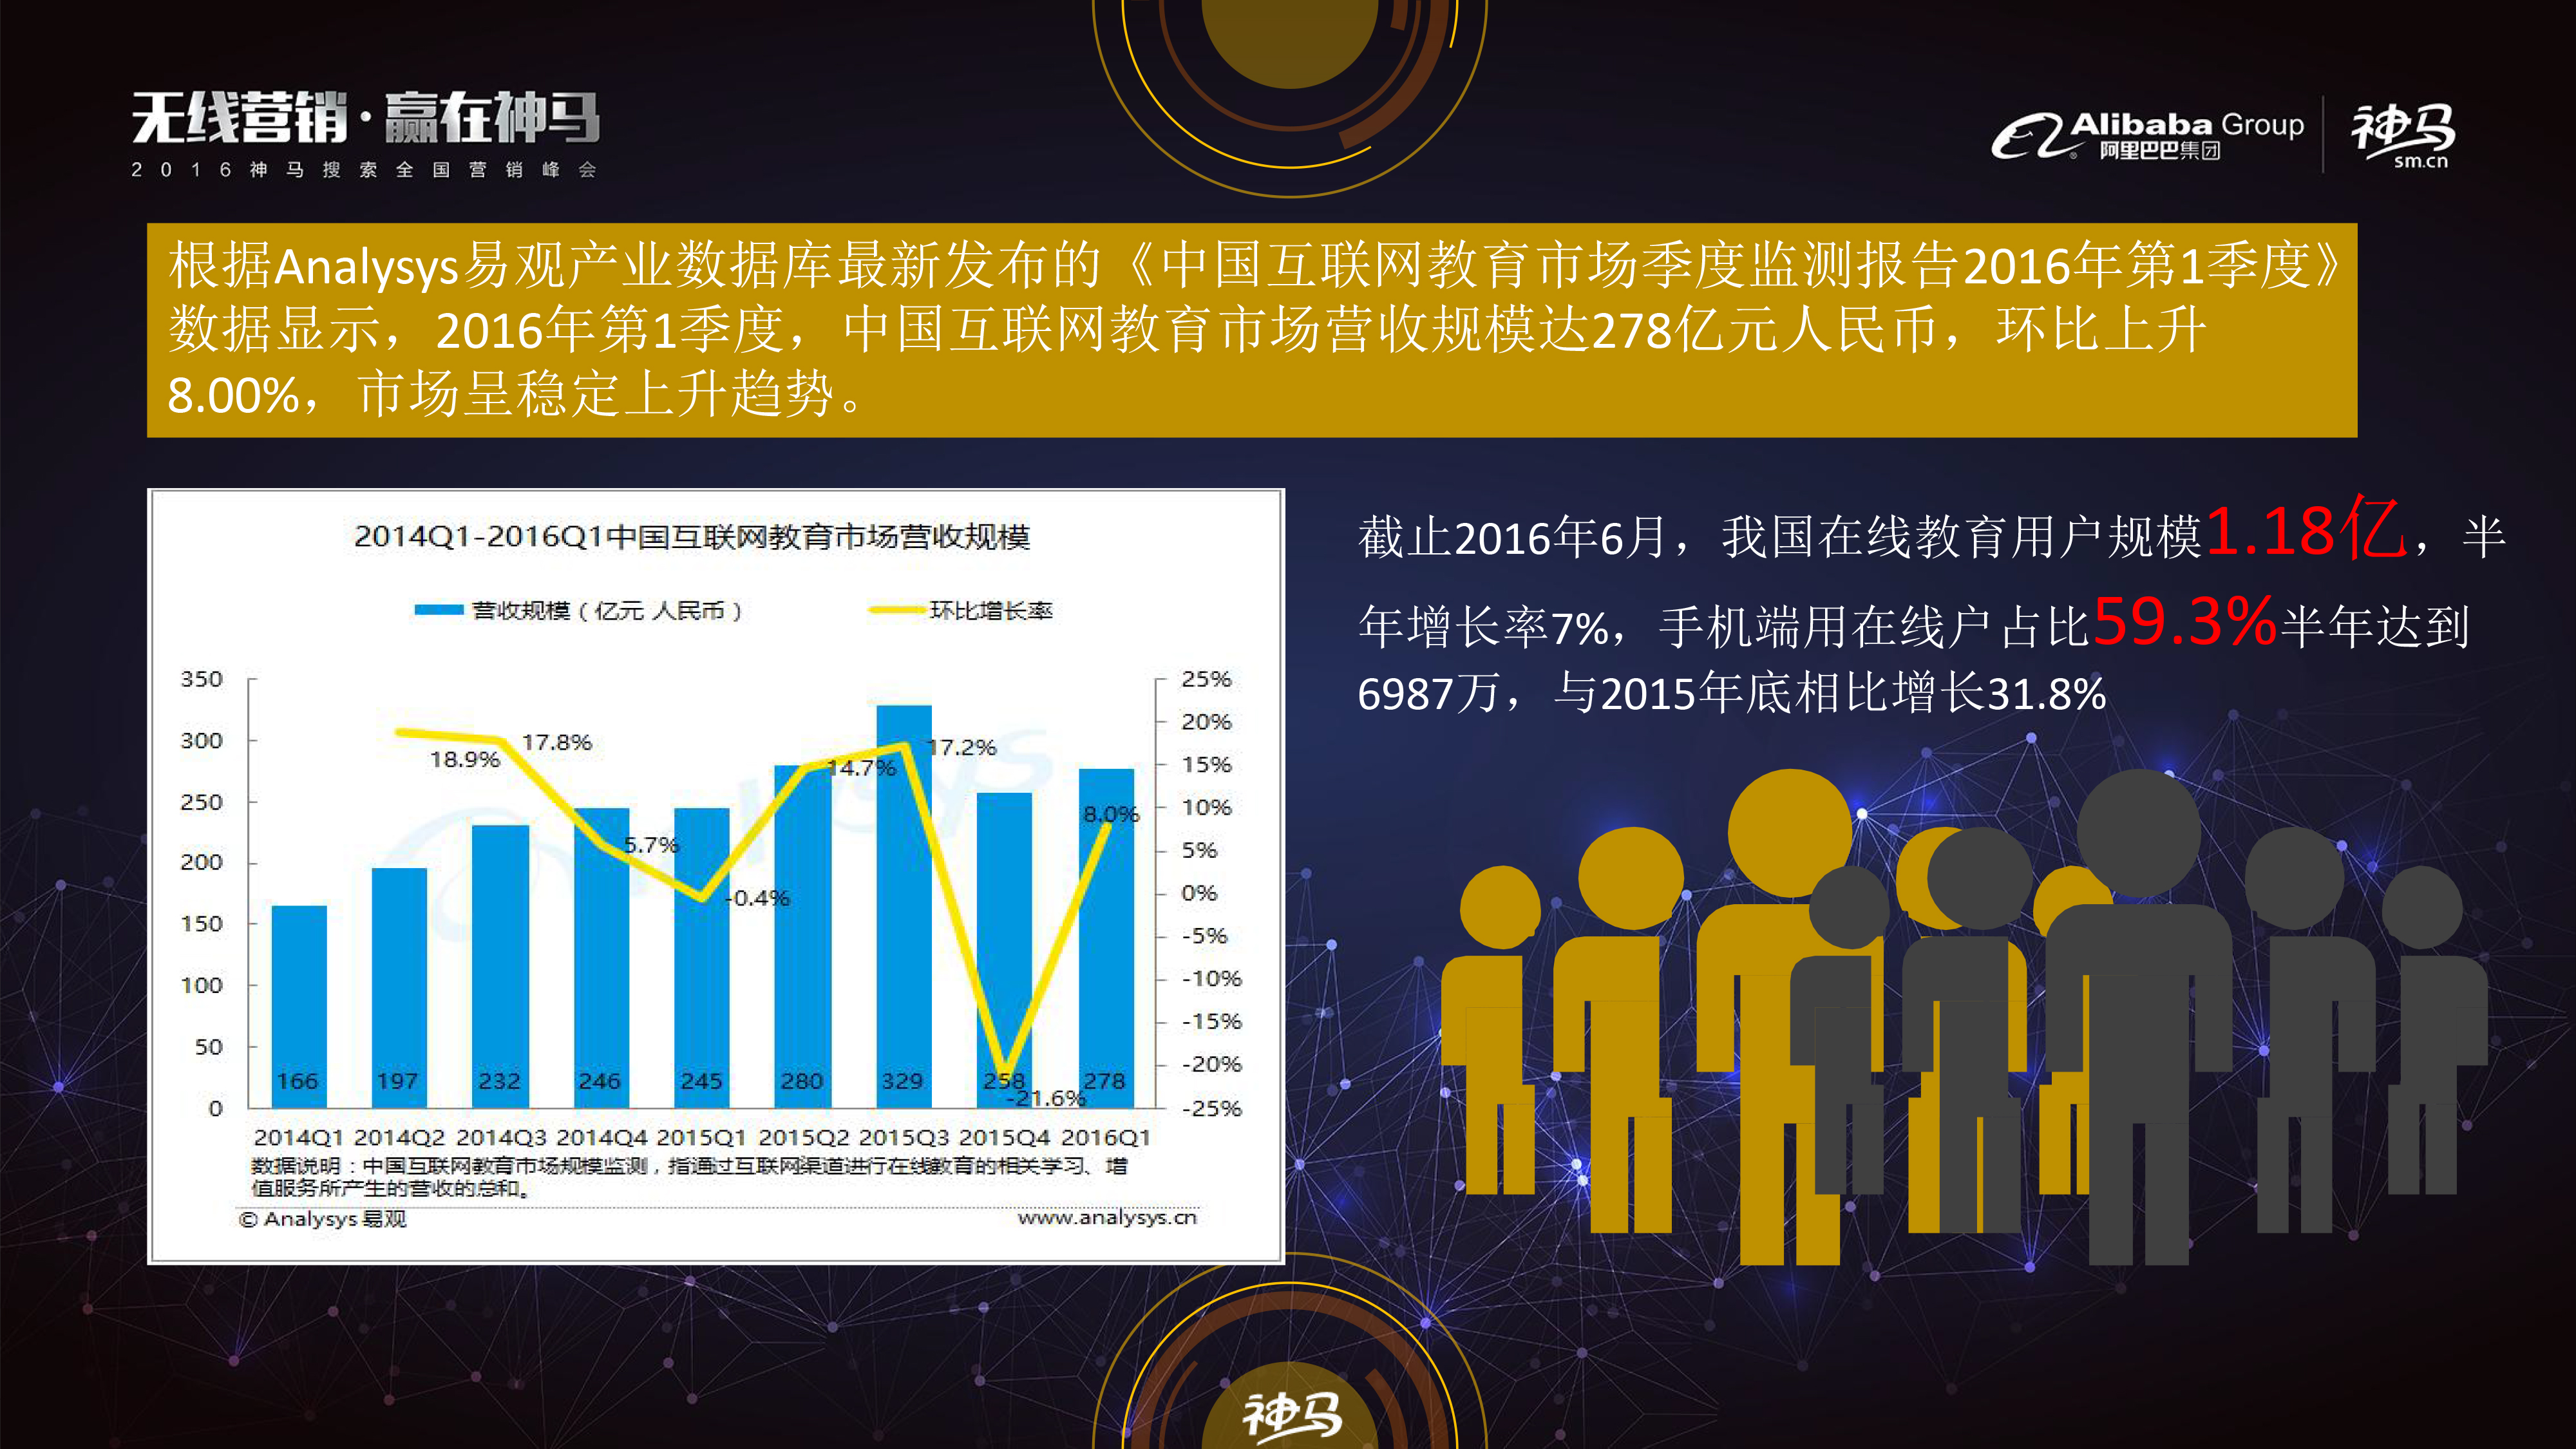 无线营销·赢在神马
2016神马搜索全国营销峰会
Alibaba Group
阿里巴巴集团
神马
sm.cn
根据Analysys易观产业数据库最新发布的《中国互联网教育市场季度监测报告2016年第1季度》
数据显示，2016年第1季度，中国互联网教育市场营收规模达278亿元人民币，环比上升
8.00%，市场呈稳定上升趋势。
2014Q1-2016Q1中国互联网教育市场营收规模
营收规模（亿元 人民币） 环比增长率
350
300
250
200
150
100
50
0
25%
20%
15%
10%
5%
0%
-5%
-10%
-15%
-20%
-25%
18.9% 17.8% 5.7% -0.4% 14.7% 17.2% -21.6% 8.0%
166 197 232 246 245 280 329 258 278
2014Q1 2014Q2 2014Q3 2014Q4 2015Q1 2015Q2 2015Q3 2015Q4 2016Q1
数据说明：中国互联网教育市场规模监测，指通过互联网渠道进行在线教育的相关学习、增
值服务所产生的营收的总和。
© Analysys 易观 www.analysys.cn
截止2016年6月，我国在线教育用户规模1.18亿，半
年增长率7%，手机端用在线户占比59.3%半年达到
6987万，与2015年底相比增长31.8%
神马